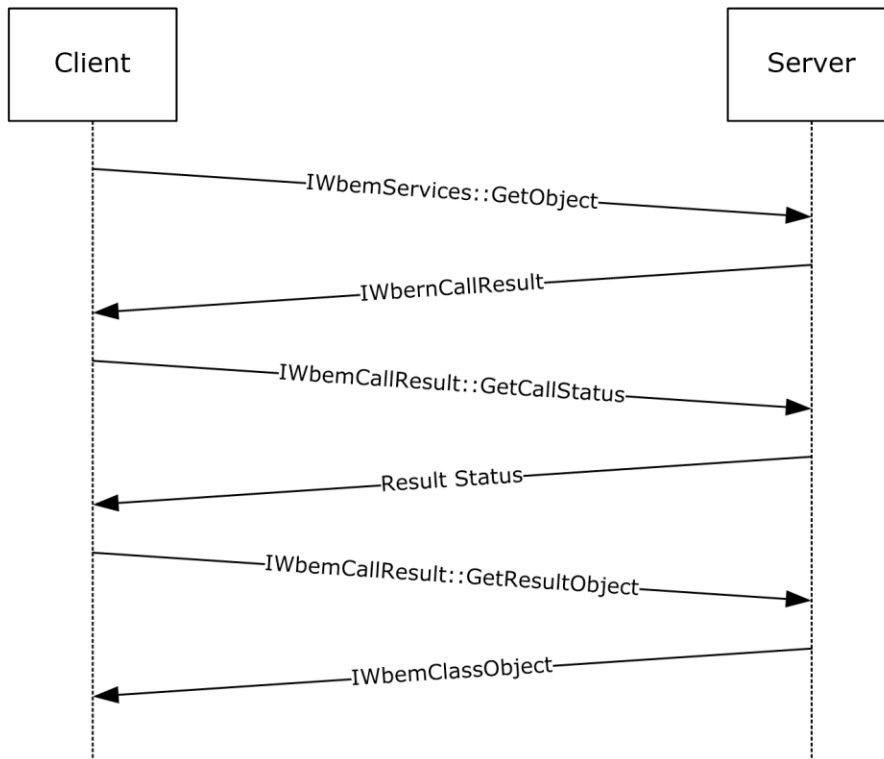 Client
Server
IWbemServices::GetObject
IWbernCallResult
IWbemCallResult::GetCallStatus
Result Status
IWbemCallResult::GetResultObject
IWbemClassObject